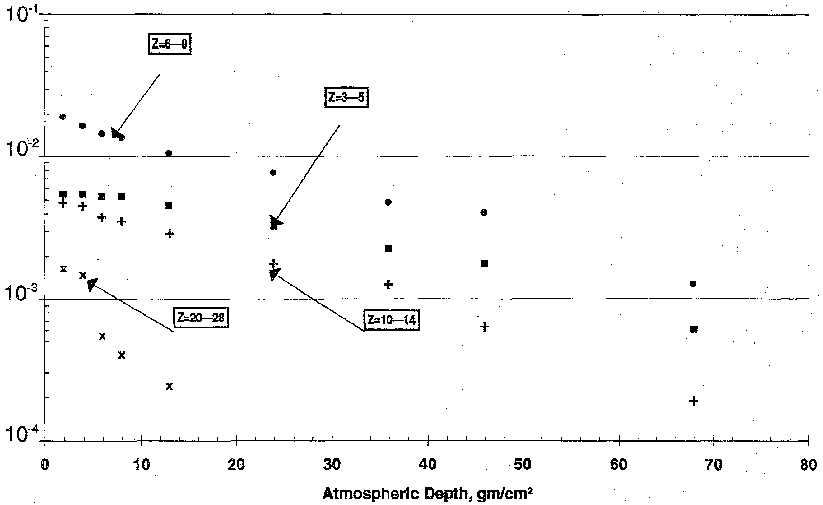 10-1
Z=6—9
Z=3—5
10-2
10-3
Z=20—28
Z=10—14
10-4
0 10 20 30 40 50 60 70 80
Atmospheric Depth, gm/cm²